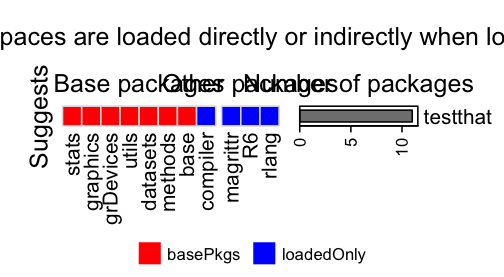 paces are loaded directly or indirectly when lo
Base packages Other packages Number of packages
Suggests
testthat
stats
graphics
grDevices
utils
datasets
methods
base
compiler
magrittr
R6
rlang
0 5 10
basePkgs loadedOnly